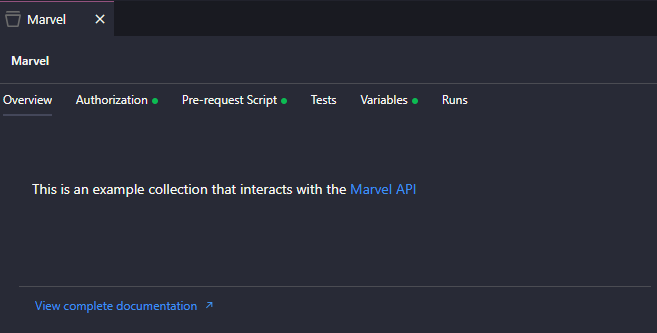 Marvel
Marvel
Overview Authorization Pre-request Script Tests Variables Runs
This is an example collection that interacts with the Marvel API
View complete documentation